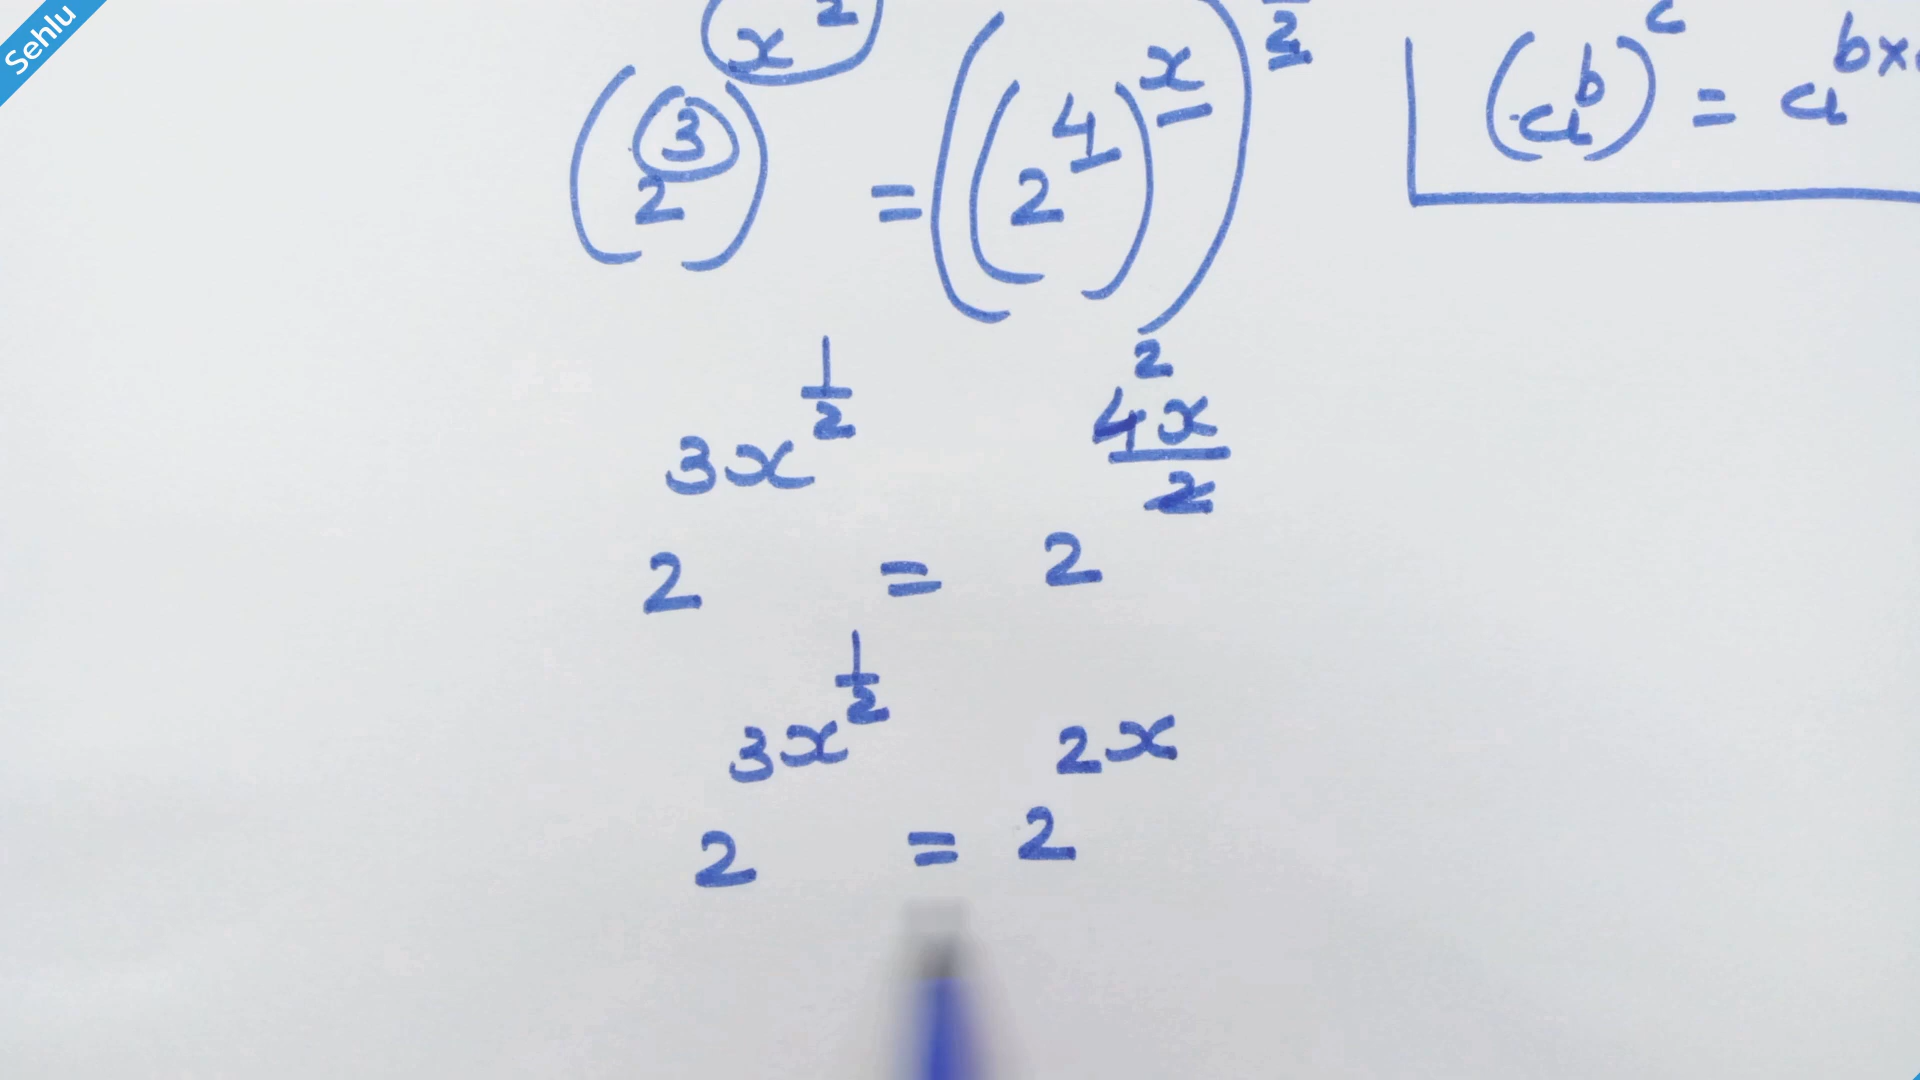 Sehlu
(2^3)^x^2 = ((2^4)^x)^1/2
(a^b)^c = a^b×
2^3x^1/2 = 2^4x/2 2
2^3x^1/2 = 2^2x